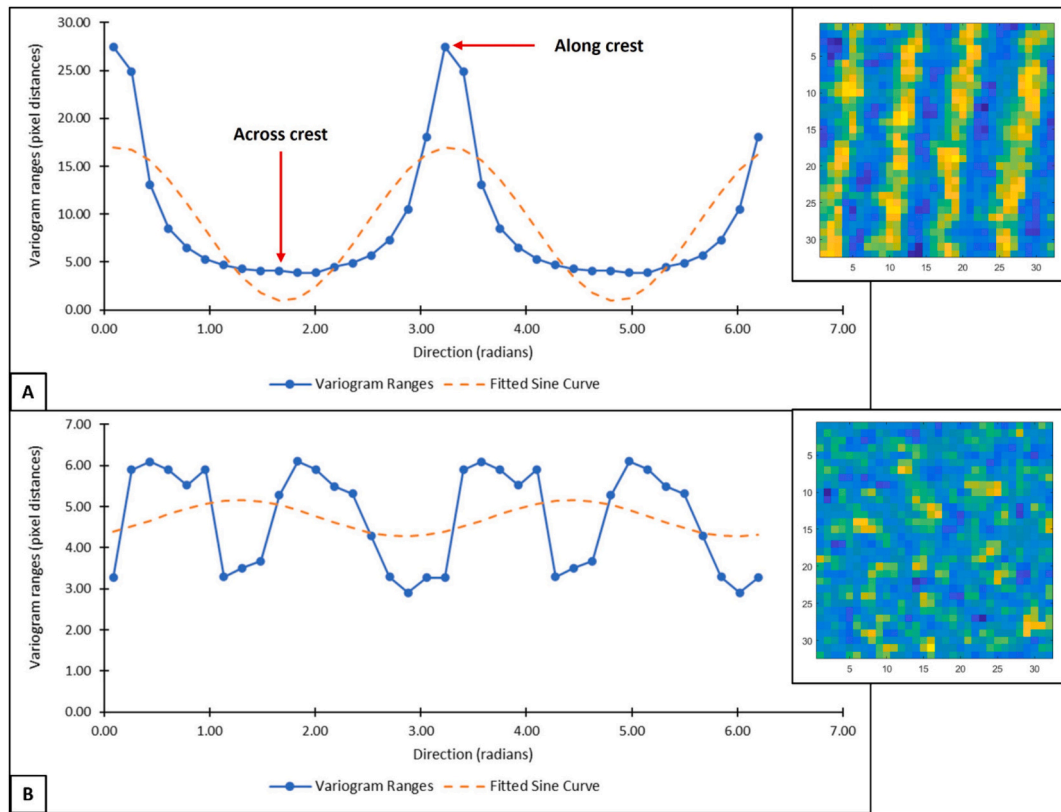 30.00
25.00
20.00
15.00
10.00
5.00
0.00
Variogram ranges (pixel distances)
Along crest
Across crest
0.00 1.00 2.00 3.00 4.00 5.00 6.00 7.00
Direction (radians)
Variogram Ranges Fitted Sine Curve
A
5
10
15
20
25
30
5 10 15 20 25 30
7.00
6.00
5.00
4.00
3.00
2.00
1.00
0.00
Variogram ranges (pixel distances)
0.00 1.00 2.00 3.00 4.00 5.00 6.00 7.00
Direction (radians)
Variogram Ranges Fitted Sine Curve
B
5
10
15
20
25
30
5 10 15 20 25 30